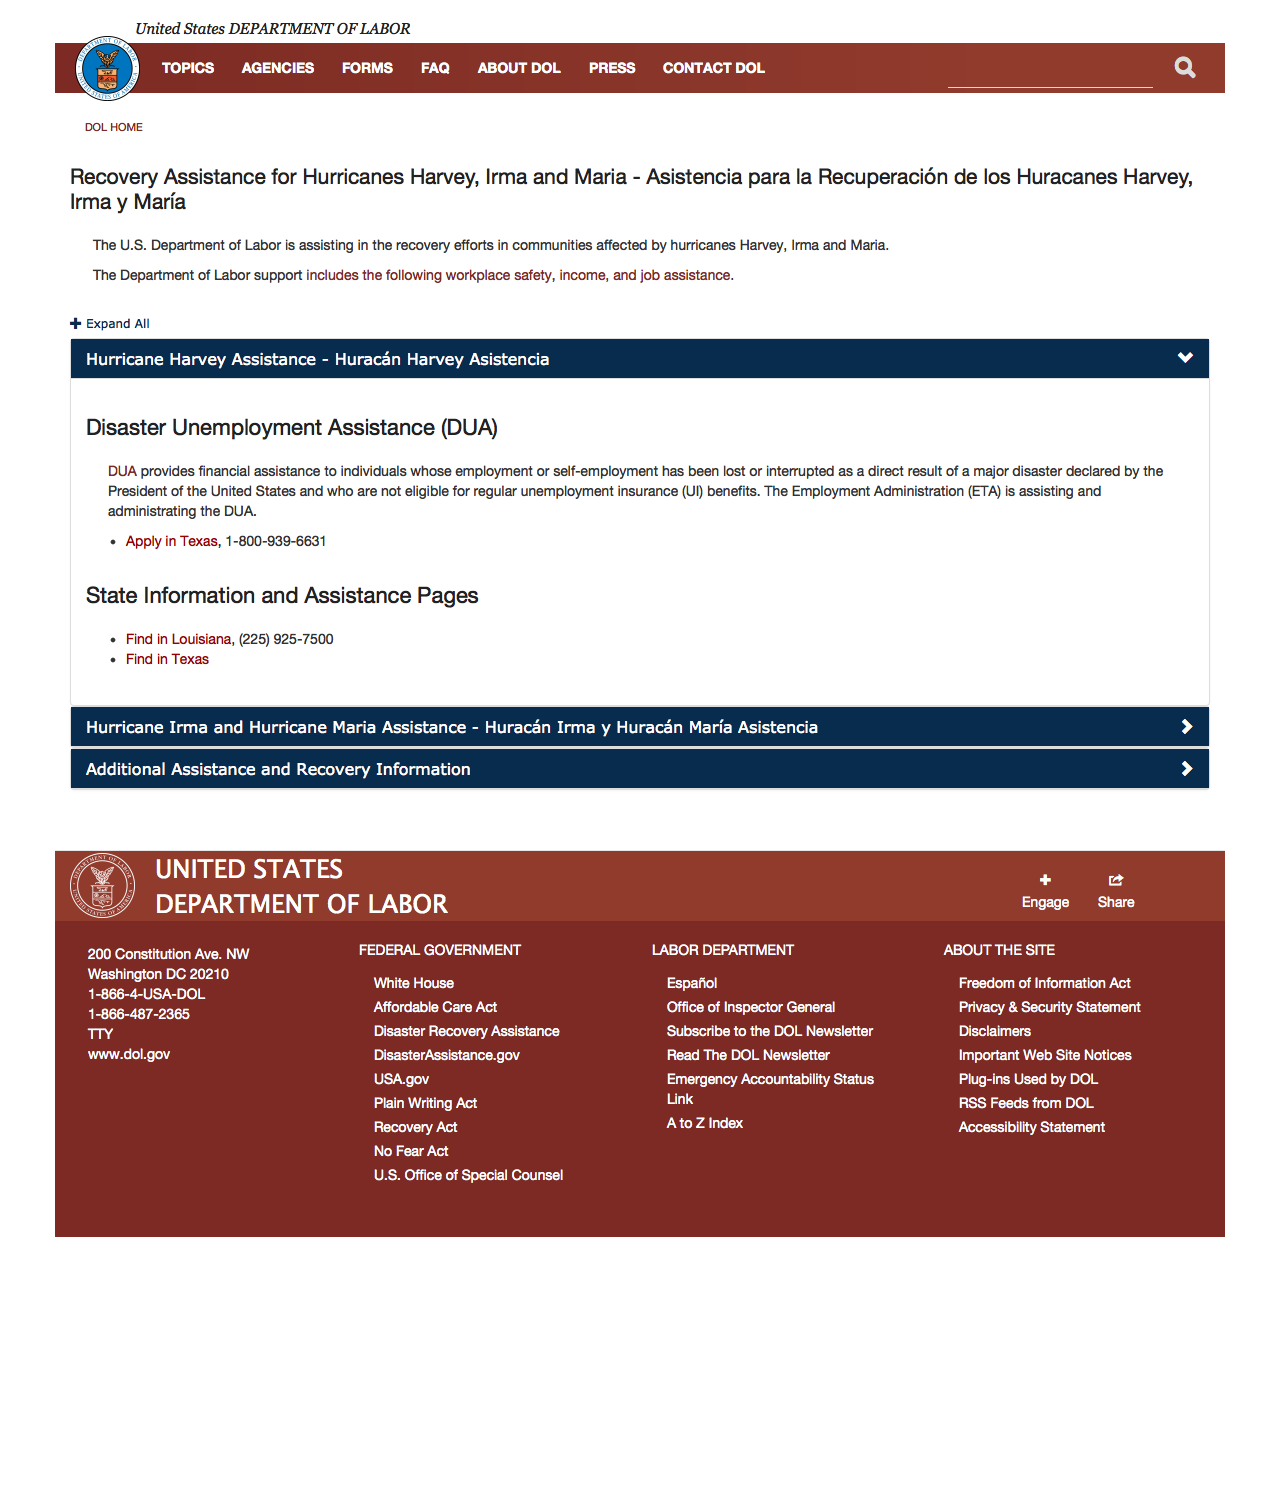 United States DEPARTMENT OF LABOR
TOPICS AGENCIES FORMS FAQ ABOUT DOL PRESS CONTACT DOL
DOL HOME
Recovery Assistance for Hurricanes Harvey, Irma and Maria - Asistencia para la Recuperación de los Huracanes Harvey,
Irma y María
The U.S. Department of Labor is assisting in the recovery efforts in communities affected by hurricanes Harvey, Irma and Maria.
The Department of Labor support includes the following workplace safety, income, and job assistance.
Expand All
Hurricane Harvey Assistance - Huracán Harvey Asistencia
Disaster Unemployment Assistance (DUA)
DUA provides financial assistance to individuals whose employment or self-employment has been lost or interrupted as a direct result of a major disaster declared by the
President of the United States and who are not eligible for regular unemployment insurance (UI) benefits. The Employment Administration (ETA) is assisting and
administrating the DUA.
• Apply in Texas, 1-800-939-6631
State Information and Assistance Pages
• Find in Louisiana, (225) 925-7500
• Find in Texas
Hurricane Irma and Hurricane Maria Assistance - Huracán Irma y Huracán María Asistencia
Additional Assistance and Recovery Information
UNITED STATES
DEPARTMENT OF LABOR
Engage Share
200 Constitution Ave. NW
Washington DC 20210
1-866-4-USA-DOL
1-866-487-2365
TTY
www.dol.gov
FEDERAL GOVERNMENT
White House
Affordable Care Act
Disaster Recovery Assistance
DisasterAssistance.gov
USA.gov
Plain Writing Act
Recovery Act
No Fear Act
U.S. Office of Special Counsel
LABOR DEPARTMENT
Español
Office of Inspector General
Subscribe to the DOL Newsletter
Read The DOL Newsletter
Emergency Accountability Status
Link
A to Z Index
ABOUT THE SITE
Freedom of Information Act
Privacy & Security Statement
Disclaimers
Important Web Site Notices
Plug-ins Used by DOL
RSS Feeds from DOL
Accessibility Statement